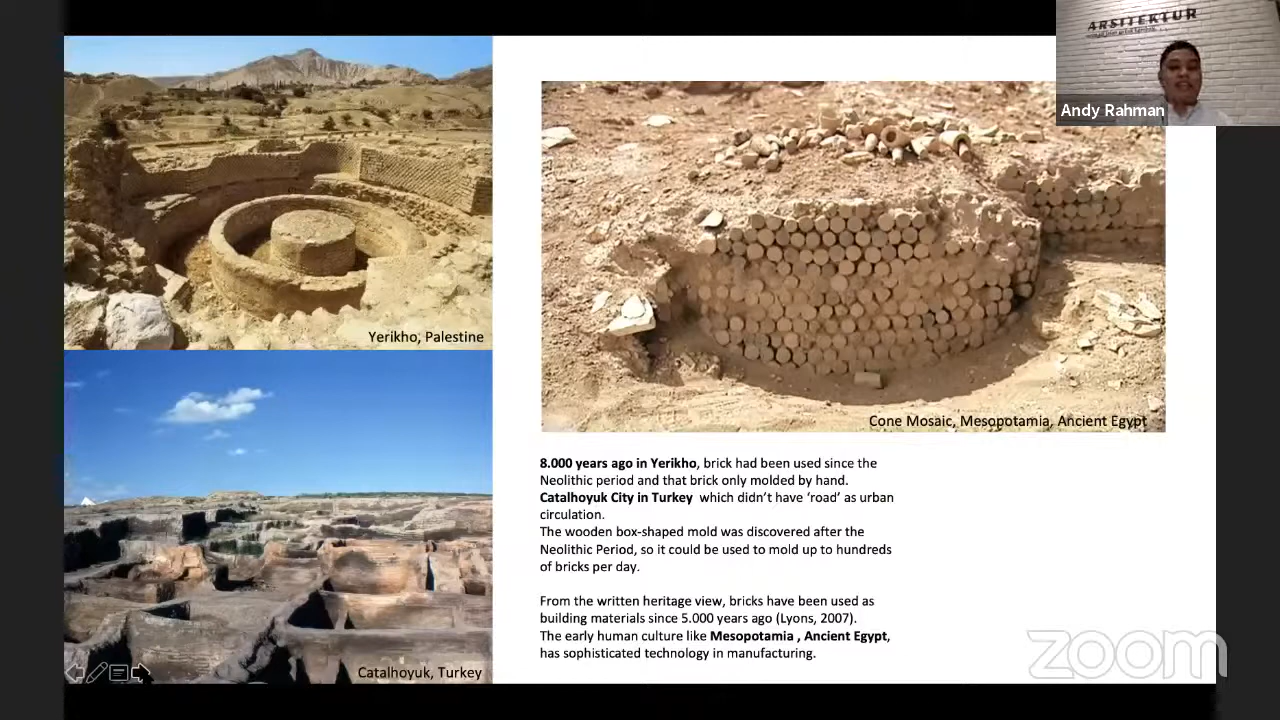 ARSITEKTUR
Andy Rahman
Yerikho, Palestine
Cone Mosaic, Mesopotamia, Ancient Egypt
8.000 years ago in Yerikho, brick had been used since the
Neolithic period and that brick only molded by hand.
Catalhoyuk City in Turkey which didn't have 'road' as urban
circulation.
The wooden box-shaped mold was discovered after the
Neolithic Period, so it could be used to mold up to hundreds
of bricks per day.
From the written heritage view, bricks have been used as
building materials since 5.000 years ago (Lyons, 2007).
The early human culture like Mesopotamia , Ancient Egypt,
has sophisticated technology in manufacturing.
Catalhoyuk, Turkey
zoom